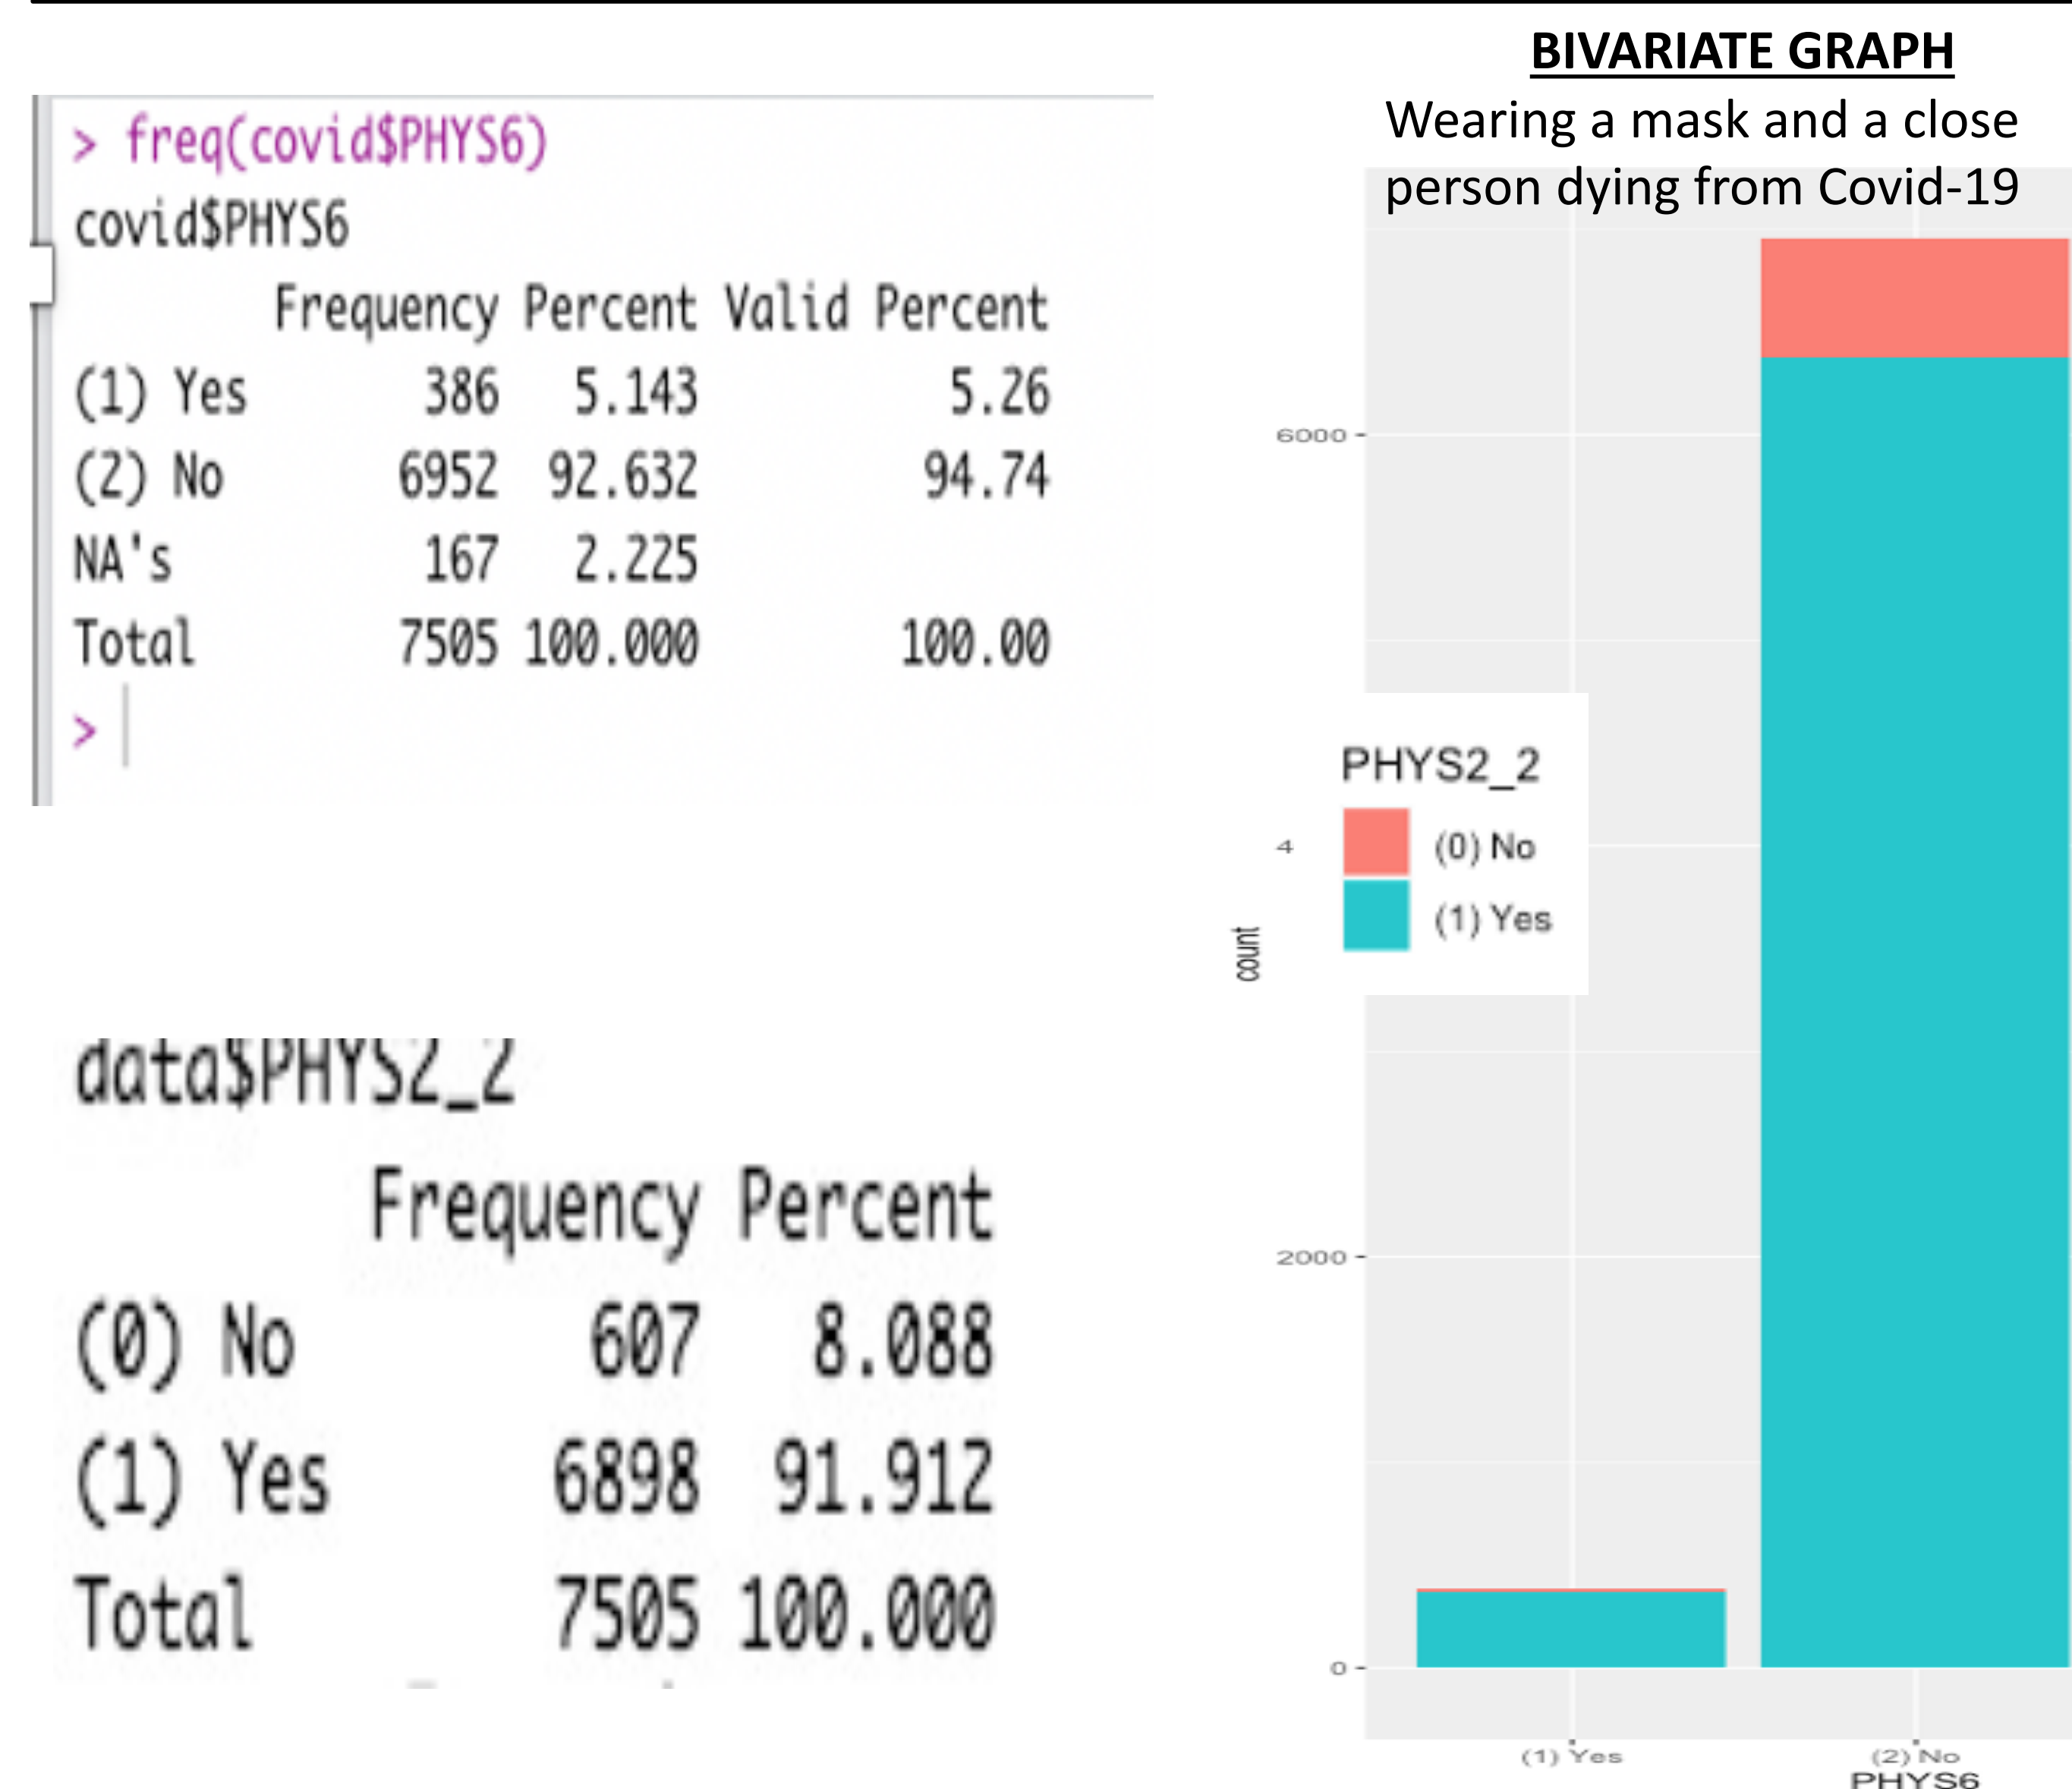 > freq(covid$PHYS6)
covid$PHYS6
Frequency Percent Valid Percent
(1) Yes 386 5.143 5.26
(2) No 6952 92.632 94.74
NA's 167 2.225
Total 7505 100.000 100.00
>
data$PHYS2_2
Frequency Percent
(0) No 607 8.088
(1) Yes 6898 91.912
Total 7505 100.000
BIVARIATE GRAPH
Wearing a mask and a close
person dying from Covid-19
6000
4
2000
0
count
PHYS2_2
(0) No
(1) Yes
(1) Yes (2) No
PHYS6